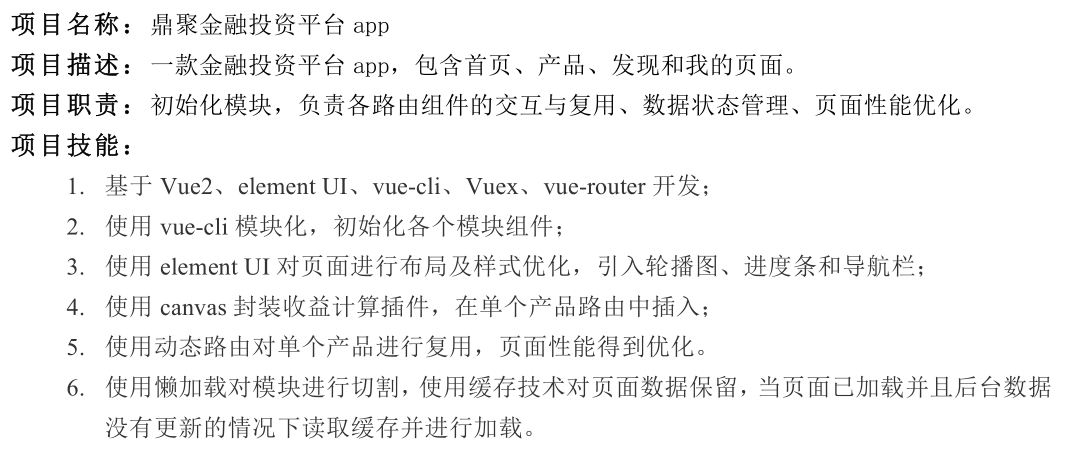 项目名称：鼎聚金融投资平台 app
项目描述：一款金融投资平台 app，包含首页、产品、发现和我的页面。
项目职责：初始化模块，负责各路由组件的交互与复用、数据状态管理、页面性能优化。
项目技能：
1. 基于 Vue2、element UI、vue-cli、Vuex、vue-router 开发；
2. 使用 vue-cli 模块化，初始化各个模块组件；
3. 使用 element UI 对页面进行布局及样式优化，引入轮播图、进度条和导航栏；
4. 使用 canvas 封装收益计算插件，在单个产品路由中插入；
5. 使用动态路由对单个产品进行复用，页面性能得到优化。
6. 使用懒加载对模块进行切割，使用缓存技术对页面数据保留，当页面已加载并且后台数据
没有更新的情况下读取缓存并进行加载。